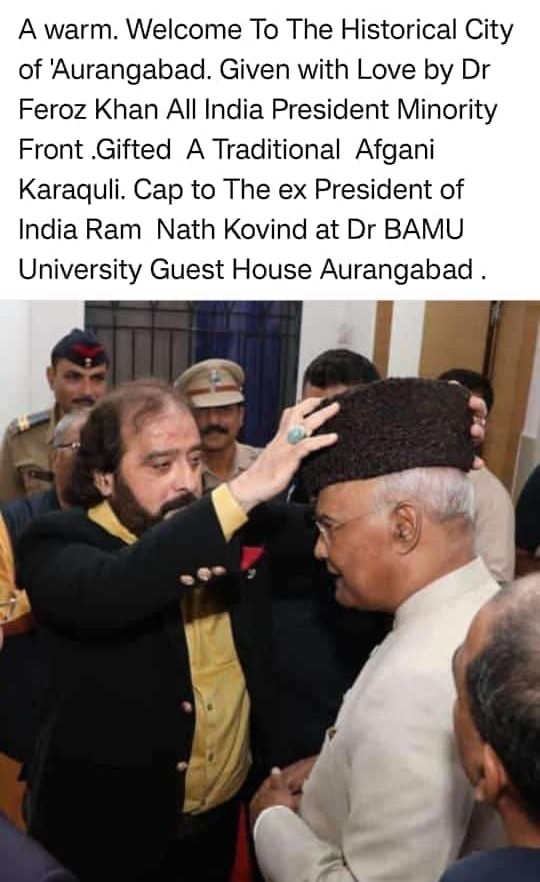 A warm. Welcome To The Historical City
of 'Aurangabad. Given with Love by Dr
Feroz Khan All India President Minority
Front .Gifted  A Traditional  Afgani
Karaquli. Cap to The ex President of
India Ram  Nath Kovind at Dr BAMU
University Guest House Aurangabad .